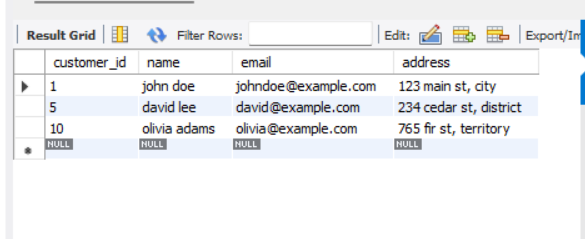 Result Grid Filter Rows: Edit: Export/Im
customer_id name email address
1 john doe johndoe@example.com 123 main st, city
5 david lee david@example.com 234 cedar st, district
10 olivia adams olivia@example.com 765 fir st, territory
NULL NULL NULL NULL